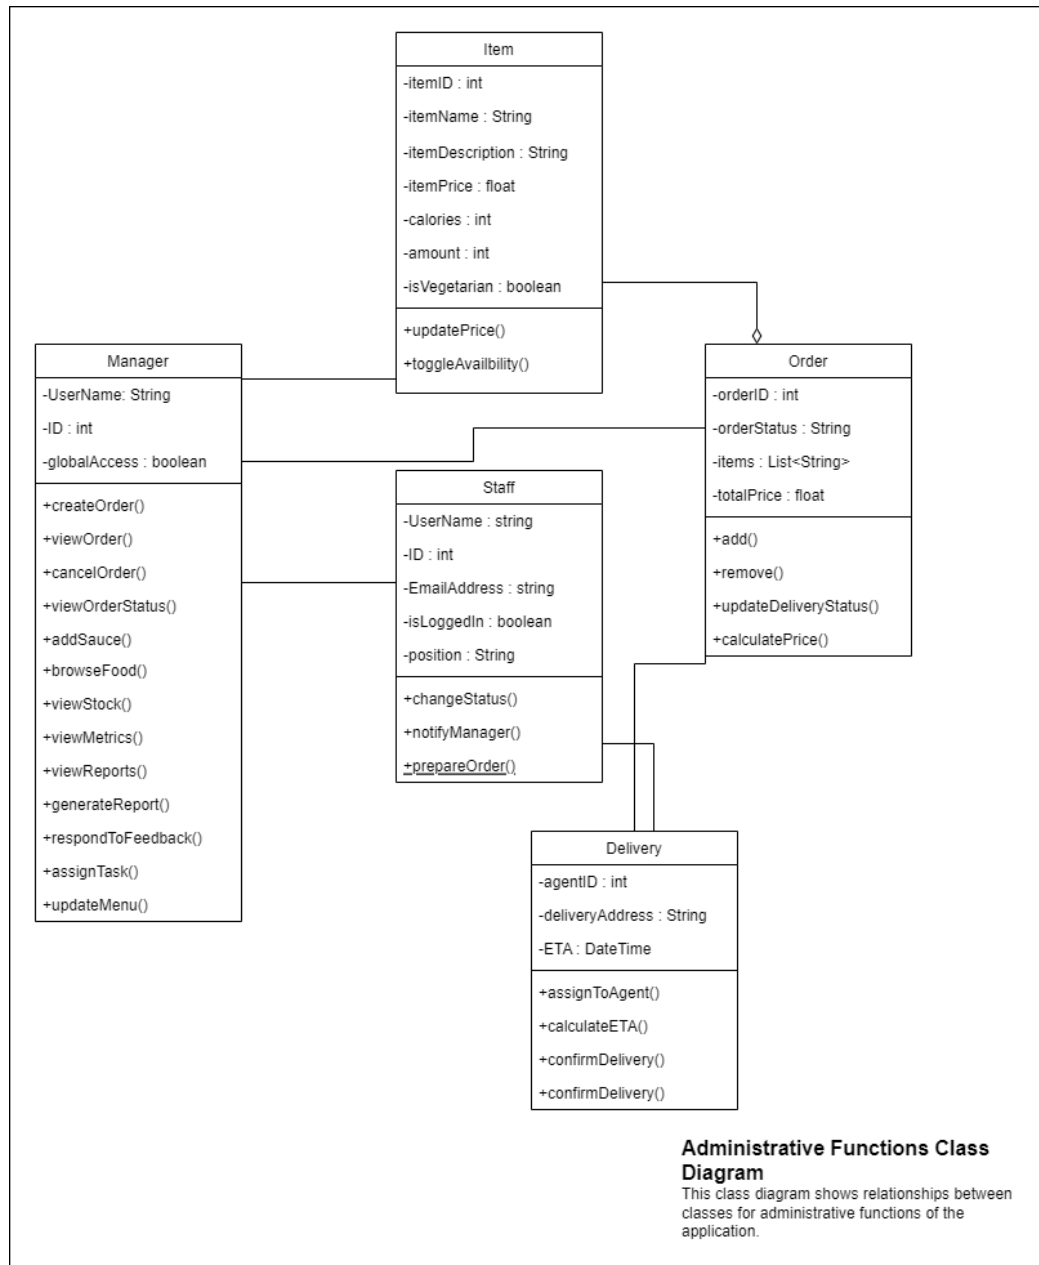 Item
-itemID : int
-itemName : String
-itemDescription : String
-itemPrice : float
-calories : int
-amount : int
-isVegetarian : boolean
+updatePrice()
+toggleAvailbility()
Manager
-UserName: String
-ID : int
-globalAccess : boolean
+createOrder()
+viewOrder()
+cancelOrder()
+viewOrderStatus()
+addSauce()
+browseFood()
+viewStock()
+viewMetrics()
+viewReports()
+generateReport()
+respondToFeedback()
+assignTask()
+updateMenu()
Order
-orderID : int
-orderStatus : String
-items : List<String>
-totalPrice : float
+add()
+remove()
+updateDeliveryStatus()
+calculatePrice()
Staff
-UserName : string
-ID : int
-EmailAddress : string
-isLoggedIn : boolean
-position : String
+changeStatus()
+notifyManager()
+prepareOrder()
Delivery
-agentID : int
-deliveryAddress : String
-ETA : DateTime
+assignToAgent()
+calculateETA()
+confirmDelivery()
+confirmDelivery()
Administrative Functions Class
Diagram
This class diagram shows relationships between
classes for administrative functions of the
application.